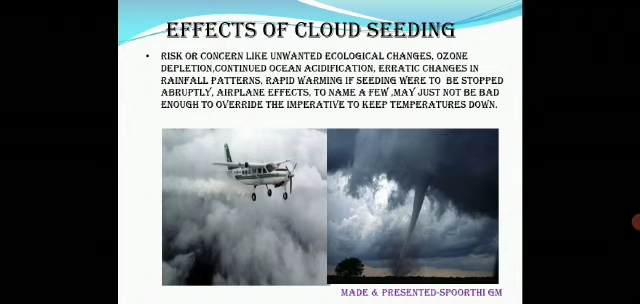 EFFECTS OF CLOUD SEEDING
• RISK OR CONCERN LIKE UNWANTED ECOLOGICAL CHANGES, OZONE
DEPLETION,CONTINUED OCEAN ACIDIFICATION, ERRATIC CHANGES IN
RAINFALL PATTERNS, RAPID WARMING IF SEEDING WERE TO BE STOPPED
ABRUPTLY, AIRPLANE EFFECTS, TO NAME A FEW ,MAY JUST NOT BE BAD
ENOUGH TO OVERRIDE THE IMPERATIVE TO KEEP TEMPERATURES DOWN.
MADE & PRESENTED-SPOORTHI GM